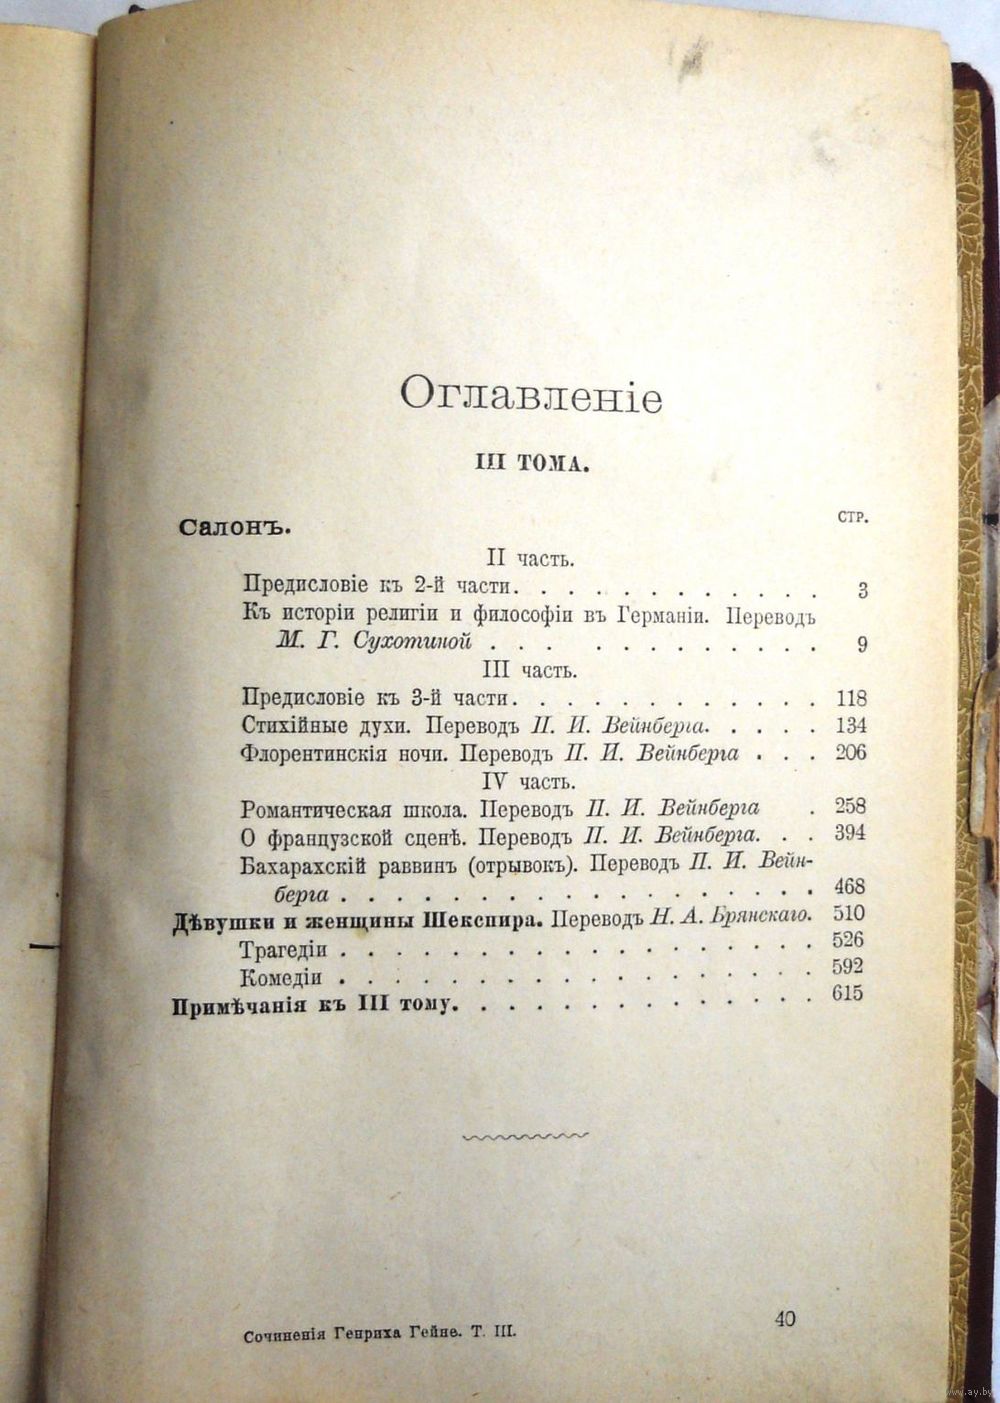 Оглавленіе
III ТОМА.
СТР.
Салонъ.
II часть.
Предисловіе къ 2-й части. . . . . . . . . . . . 3
Къ исторіи религіи и философіи въ Германіи. Переводъ
М. Г. Сухотиной . . . . . . . . . . . . 9
III часть.
Предисловіе къ 3-й части. . . . . . . . . . . . 118
Стихійные духи. Переводъ П. И. Вейнберга. . . . . 134
Флорентинскія ночи. Переводъ П. И. Вейнберга . . . 206
IV часть.
Романтическая школа. Переводъ П. И. Вейнберга . 258
О французской сценѣ. Переводъ П. И. Вейнберга. . . 394
Бахарахскій раввинъ (отрывокъ). Переводъ П. И. Вейн-
берга . . . . . . . . . . . . . . . . . . 468
Дѣвушки и женщины Шекспира. Переводъ Н. А. Брянскаго. 510
Трагедіи . . . . . . . . . . . . . . . . . . 526
Комедіи . . . . . . . . . . . . . . . . . . 592
Примѣчанія къ III тому. . . . . . . . . . . . . . 615
Сочиненія Генриха Гейне. Т. III.
40
www.ay.by